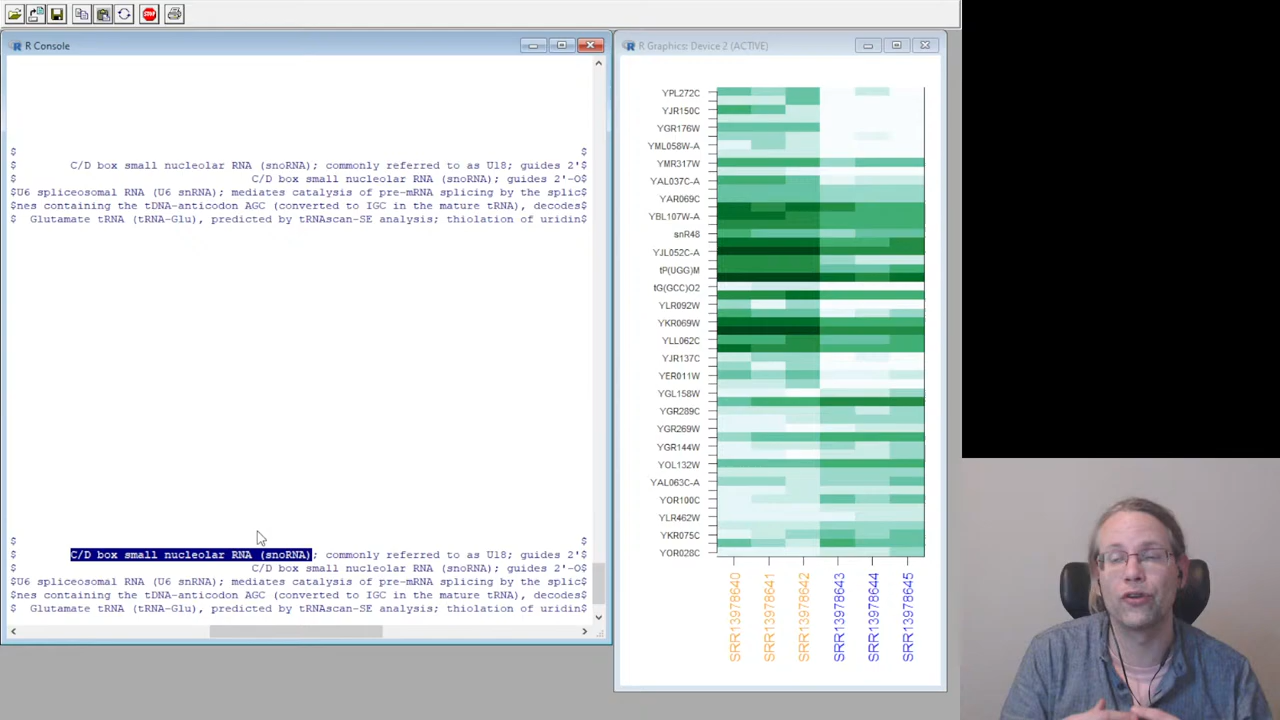 STOP
R Console
$ $
$ C/D box small nucleolar RNA (snoRNA); commonly referred to as U18; guides 2'$
$ C/D box small nucleolar RNA (snoRNA); guides 2'-O$
$U6 spliceosomal RNA (U6 snRNA); mediates catalysis of pre-mRNA splicing by the splic$
$nes containing the tDNA-anticodon AGC (converted to IGC in the mature tRNA), decodes$
$ Glutamate tRNA (tRNA-Glu), predicted by tRNAscan-SE analysis; thiolation of uridin$
$ $
$ C/D box small nucleolar RNA (snoRNA); commonly referred to as U18; guides 2'$
$ C/D box small nucleolar RNA (snoRNA); guides 2'-O$
$U6 spliceosomal RNA (U6 snRNA); mediates catalysis of pre-mRNA splicing by the splic$
$nes containing the tDNA-anticodon AGC (converted to IGC in the mature tRNA), decodes$
$ Glutamate tRNA (tRNA-Glu), predicted by tRNAscan-SE analysis; thiolation of uridin$
R Graphics: Device 2 (ACTIVE)
YPL272C
YJR150C
YGR176W
YML058W-A
YMR317W
YAL037C-A
YAR069C
YBL107W-A
snR48
YJL052C-A
tP(UGG)M
tG(GCC)O2
YLR092W
YKR069W
YLL062C
YJR137C
YER011W
YGL158W
YGR289C
YGR269W
YGR144W
YOL132W
YAL063C-A
YOR100C
YLR462W
YKR075C
YOR028C
SRR13978640
SRR13978641
SRR13978642
SRR13978643
SRR13978644
SRR13978645